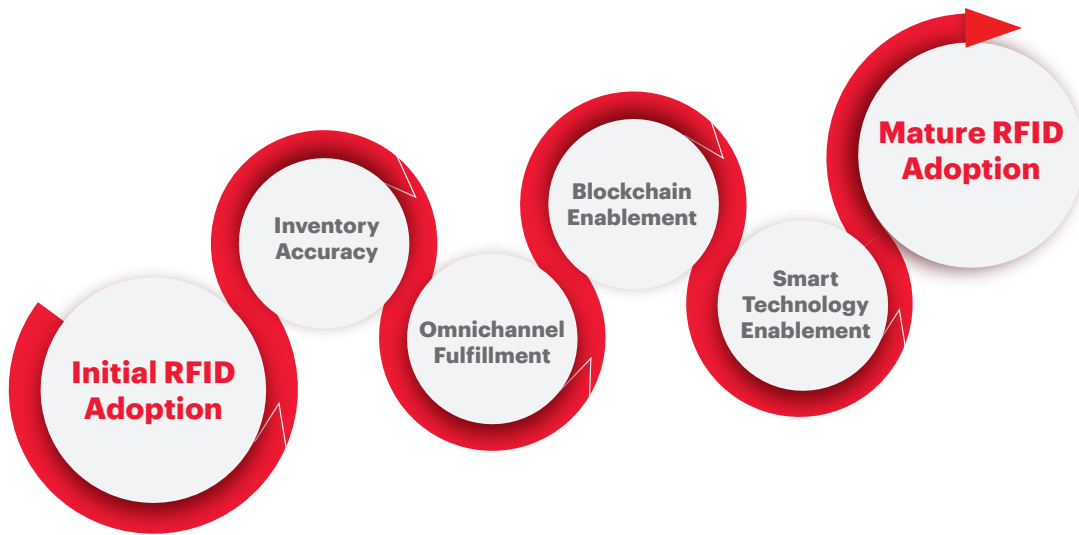 Initial RFID
Adoption
Inventory
Accuracy
Omnichannel
Fulfillment
Blockchain
Enablement
Smart
Technology
Enablement
Mature RFID
Adoption